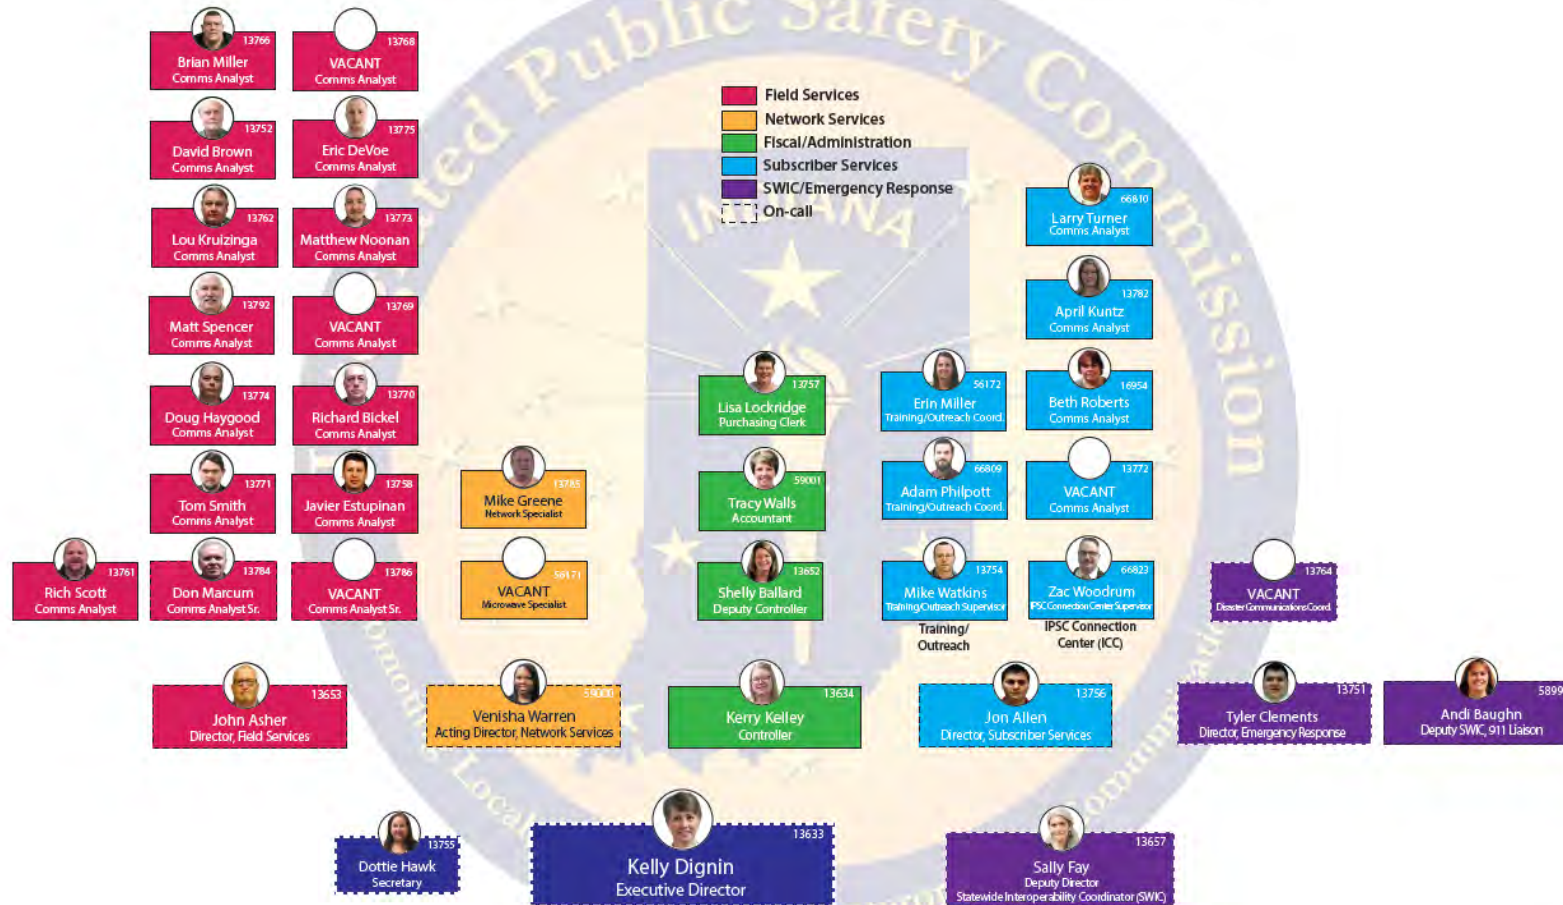 Integrated Public Safety Commission
INDIANA
13766
Brian Miller
Comms Analyst
13768
VACANT
Comms Analyst
13752
David Brown
Comms Analyst
13775
Eric DeVoe
Comms Analyst
13762
Lou Kruizinga
Comms Analyst
13773
Matthew Noonan
Comms Analyst
13792
Matt Spencer
Comms Analyst
13769
VACANT
Comms Analyst
13774
Doug Haygood
Comms Analyst
13770
Richard Bickel
Comms Analyst
13771
Tom Smith
Comms Analyst
13758
Javier Estupinan
Comms Analyst
13761
Rich Scott
Comms Analyst
13784
Don Marcum
Comms Analyst Sr.
13786
VACANT
Comms Analyst Sr.
13653
John Asher
Director, Field Services
13785
Mike Greene
Network Specialist
56171
VACANT
Microwave Specialist
59000
Venisha Warren
Acting Director, Network Services
Field Services
Network Services
Fiscal/Administration
Subscriber Services
SWIC/Emergency Response
On-call
13757
Lisa Lockridge
Purchasing Clerk
59001
Tracy Walls
Accountant
13652
Shelly Ballard
Deputy Controller
13634
Kerry Kelley
Controller
56172
Erin Miller
Training/Outreach Coord.
66809
Adam Philpott
Training/Outreach Coord.
13754
Mike Watkins
Training/Outreach Supervisor
Training/
Outreach
66810
Larry Turner
Comms Analyst
13782
April Kuntz
Comms Analyst
16954
Beth Roberts
Comms Analyst
13772
VACANT
Comms Analyst
66823
Zac Woodrum
IPSC Connection Center Supervisor
IPSC Connection
Center (ICC)
13756
Jon Allen
Director, Subscriber Services
13764
VACANT
Disaster Communications Coord.
13751
Tyler Clements
Director, Emergency Response
5899
Andi Baughn
Deputy SWIC, 911 Liaison
13755
Dottie Hawk
Secretary
13633
Kelly Dignin
Executive Director
13657
Sally Fay
Deputy Director
Statewide Interoperability Coordinator (SWIC)